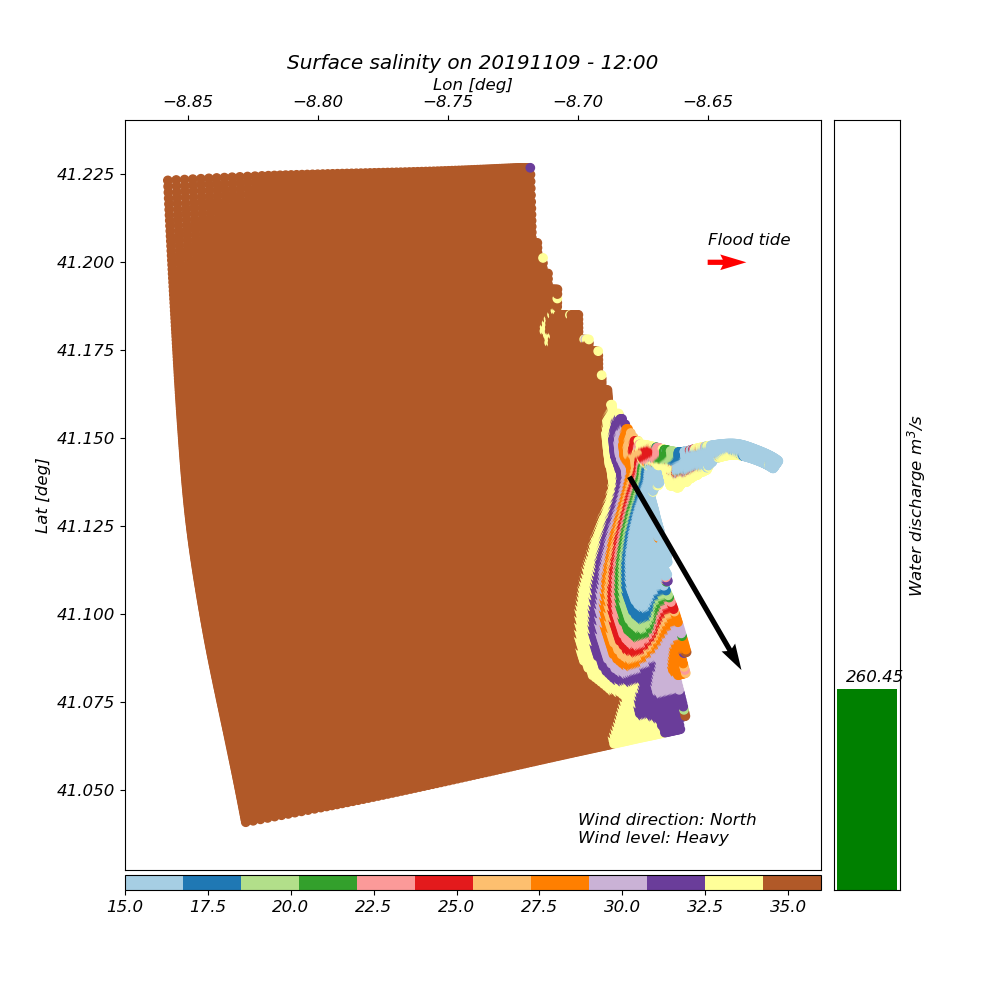 Surface salinity on 20191109 - 12:00
Lon [deg]
−8.85 −8.80 −8.75 −8.70 −8.65
41.225
41.200
41.175
41.150
41.125
41.100
41.075
41.050
Lat [deg]
Flood tide
Wind direction: North
Wind level: Heavy
260.45
Water discharge m³/s
15.0 17.5 20.0 22.5 25.0 27.5 30.0 32.5 35.0